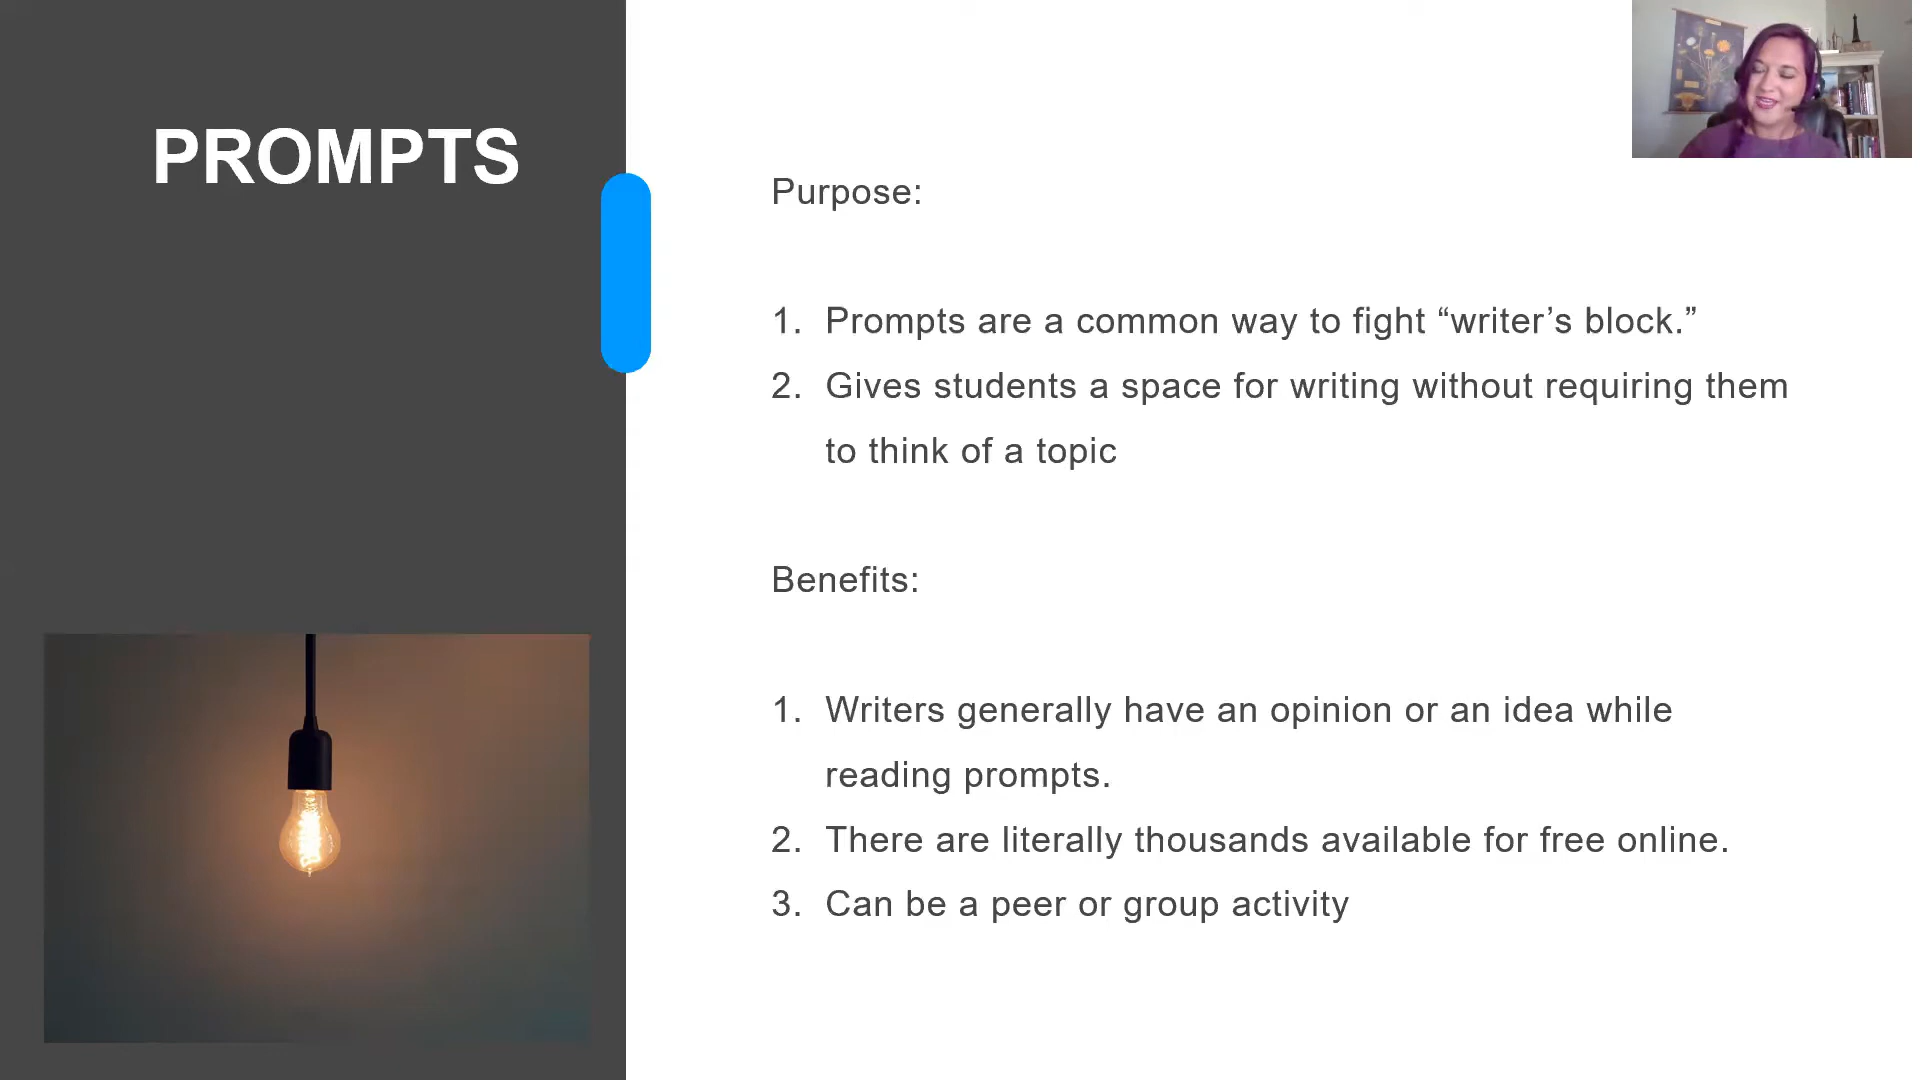 PROMPTS
Purpose:
1. Prompts are a common way to fight “writer’s block.”
2. Gives students a space for writing without requiring them
to think of a topic
Benefits:
1. Writers generally have an opinion or an idea while
reading prompts.
2. There are literally thousands available for free online.
3. Can be a peer or group activity